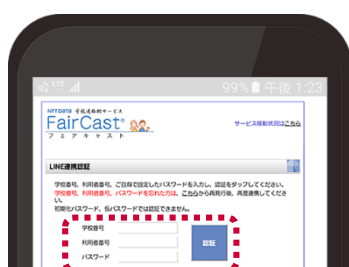 LTE 99% 午後 1:23
NTT DATA 学校連絡網サービス
FairCast®
フェアキャスト
サービス稼動状況はこちら
LINE連携認証
学校番号、利用者番号、ご自身で設定したパスワードを入力し、認証をタップしてください。
学校番号、利用者番号、パスワードを忘れた方は、こちらから再発行後、再度連携してくださ
い。
初期化パスワード、仮パスワードでは認証できません。
学校番号
利用者番号
認証
パスワード